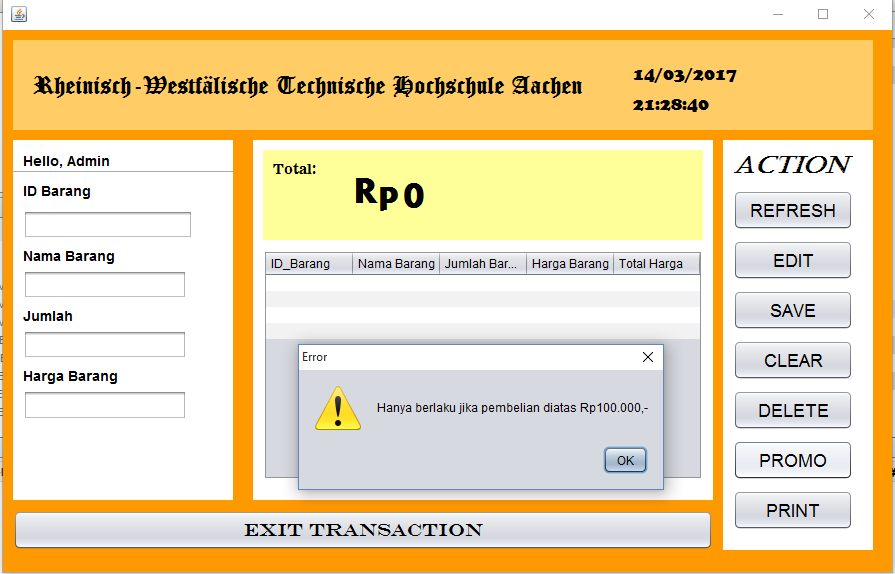 Rheinisch-Westfälische Technische Hochschule Aachen
14/03/2017
21:28:40
Hello, Admin
ID Barang
Nama Barang
Jumlah
Harga Barang
Total:
Rp0
ID_Barang Nama Barang Jumlah Bar... Harga Barang Total Harga
Error
Hanya berlaku jika pembelian diatas Rp100.000,-
OK
ACTION
REFRESH
EDIT
SAVE
CLEAR
DELETE
PROMO
PRINT
EXIT TRANSACTION